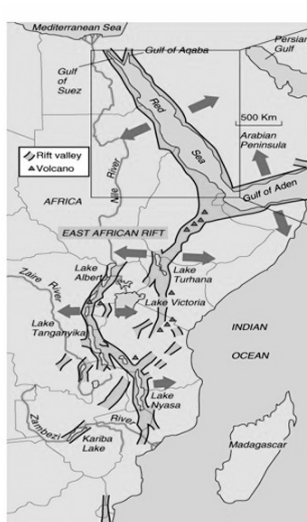 Mediterranean Sea
Persian
Gulf
Gulf of Aqaba
Gulf
of
Suez
Red
Sea
500 Km
Arabian
Peninsula
Rift valley
Volcano
Nile River
AFRICA
Gulf of Aden
EAST AFRICAN RIFT
Lake
Albert
Lake
Turhana
Zaire River
Lake Victoria
Lake
Tanganyika
INDIAN
OCEAN
Lake
Nyasa
Zambezi
River
Kariba
Lake
Madagascar